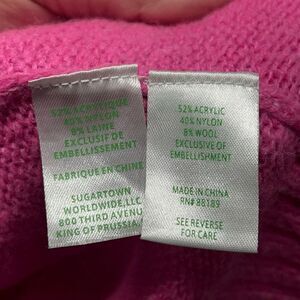 52% ACRYLIQUE
40% NYLON
8% LAINE
EXCLUSIF DE
EMBELLISSEMENT
FABRIQUE EN CHINE
SUGARTOWN
WORLDWIDE, LLC
800 THIRD AVENU
KING OF PRUSSIA
52% ACRYLIC
40% NYLON
8% WOOL
EXCLUSIVE OF
EMBELLISHMENT
MADE IN CHINA
RN#88189
SEE REVERSE
FOR CARE